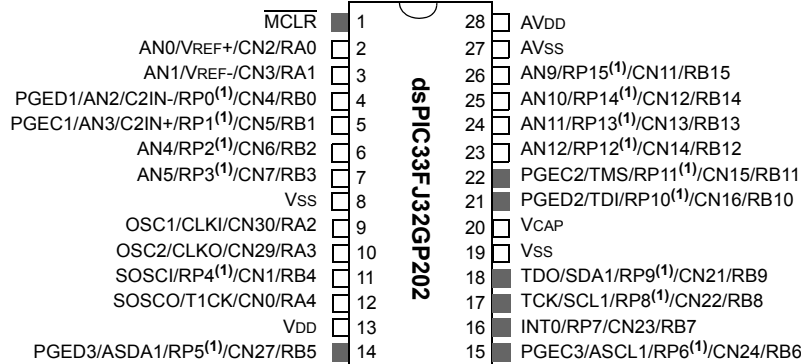 MCLR 1 28 AVDD
AN0/VREF+/CN2/RA0 2 27 AVSS
AN1/VREF-/CN3/RA1 3 26 AN9/RP15(1)/CN11/RB15
PGED1/AN2/C2IN-/RP0(1)/CN4/RB0 4 25 AN10/RP14(1)/CN12/RB14
PGEC1/AN3/C2IN+/RP1(1)/CN5/RB1 5 24 AN11/RP13(1)/CN13/RB13
AN4/RP2(1)/CN6/RB2 6 23 AN12/RP12(1)/CN14/RB12
AN5/RP3(1)/CN7/RB3 7 22 PGEC2/TMS/RP11(1)/CN15/RB11
VSS 8 21 PGED2/TDI/RP10(1)/CN16/RB10
OSC1/CLKI/CN30/RA2 9 20 VCAP
OSC2/CLKO/CN29/RA3 10 19 VSS
SOSCI/RP4(1)/CN1/RB4 11 18 TDO/SDA1/RP9(1)/CN21/RB9
SOSCO/T1CK/CN0/RA4 12 17 TCK/SCL1/RP8(1)/CN22/RB8
VDD 13 16 INT0/RP7/CN23/RB7
PGED3/ASDA1/RP5(1)/CN27/RB5 14 15 PGEC3/ASCL1/RP6(1)/CN24/RB6
dsPIC33FJ32GP202